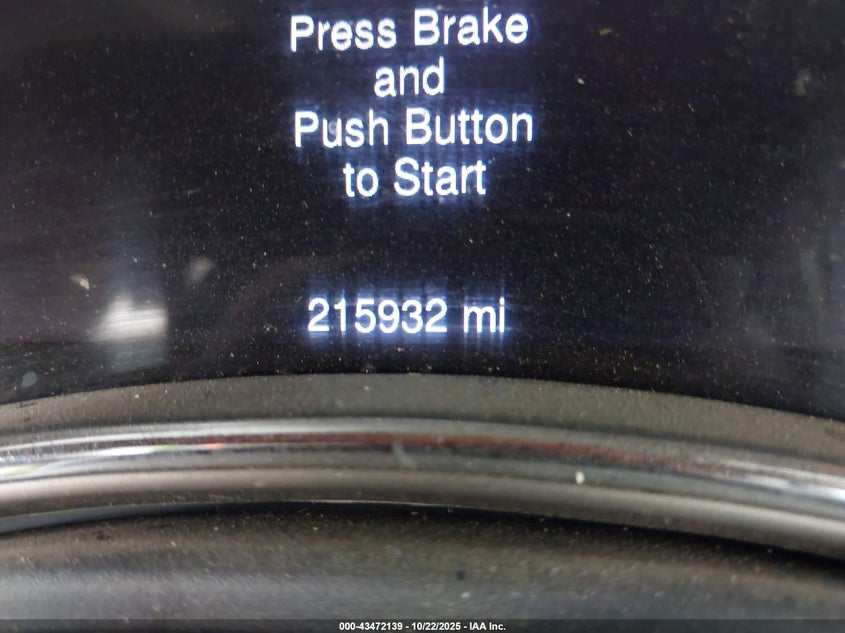 Press Brake
and
Push Button
to Start
215932 mi
000-43472139 - 10/22/2025 - IAA Inc.